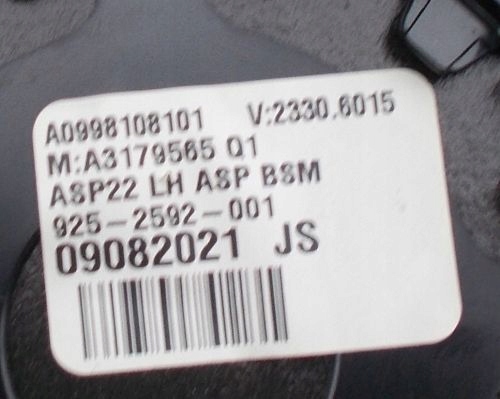 A0998108101 V:2330.6015
M:A3179565 Q1
ASP22 LH ASP BSM
925-2592-001
09082021 JS